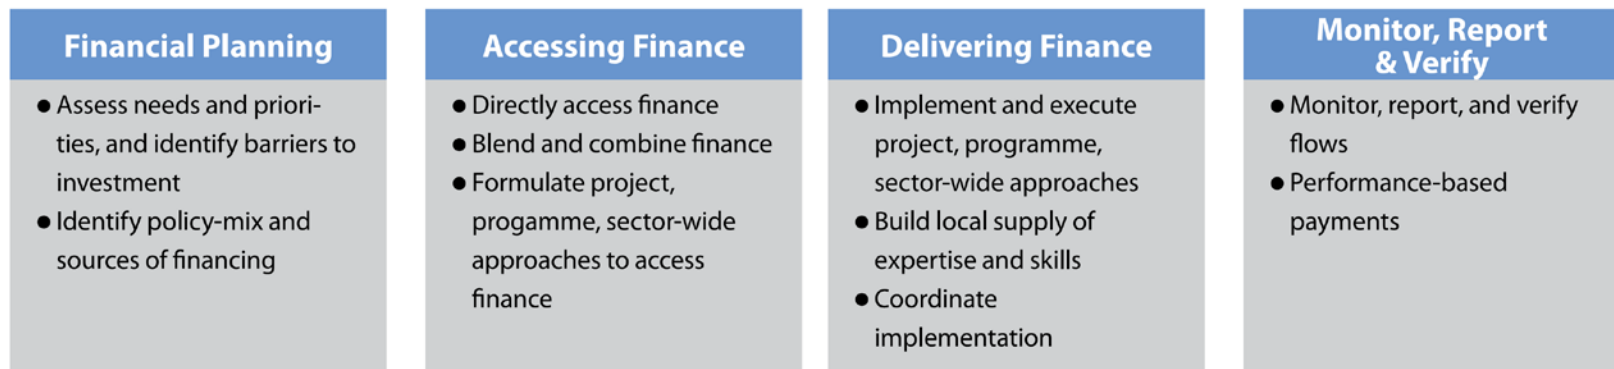 Financial Planning
● Assess needs and priori-
ties, and identify barriers to
investment
● Identify policy-mix and
sources of financing
Accessing Finance
● Directly access finance
● Blend and combine finance
● Formulate project,
progamme, sector-wide
approaches to access
finance
Delivering Finance
● Implement and execute
project, programme,
sector-wide approaches
● Build local supply of
expertise and skills
● Coordinate
implementation
Monitor, Report
& Verify
● Monitor, report, and verify
flows
● Performance-based
payments